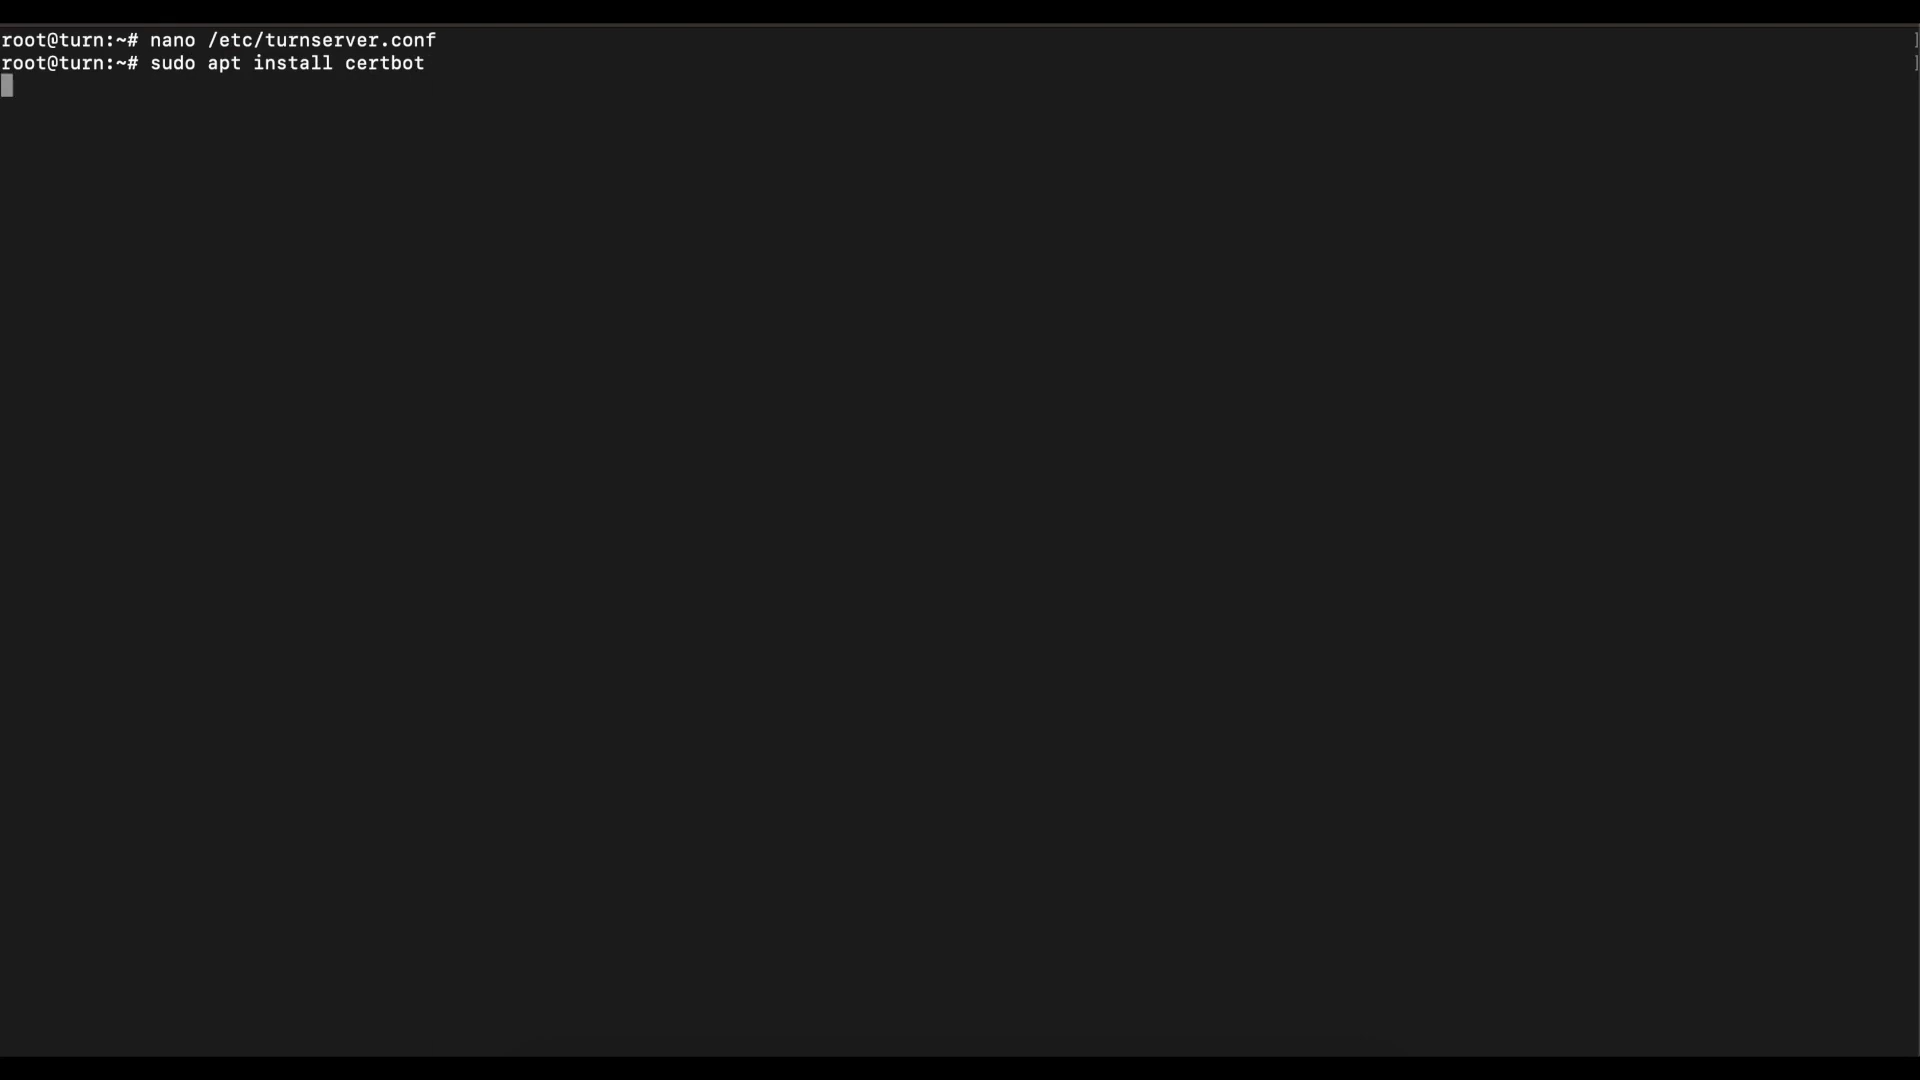 root@turn:~# nano /etc/turnserver.conf ]
root@turn:~# sudo apt install certbot ]